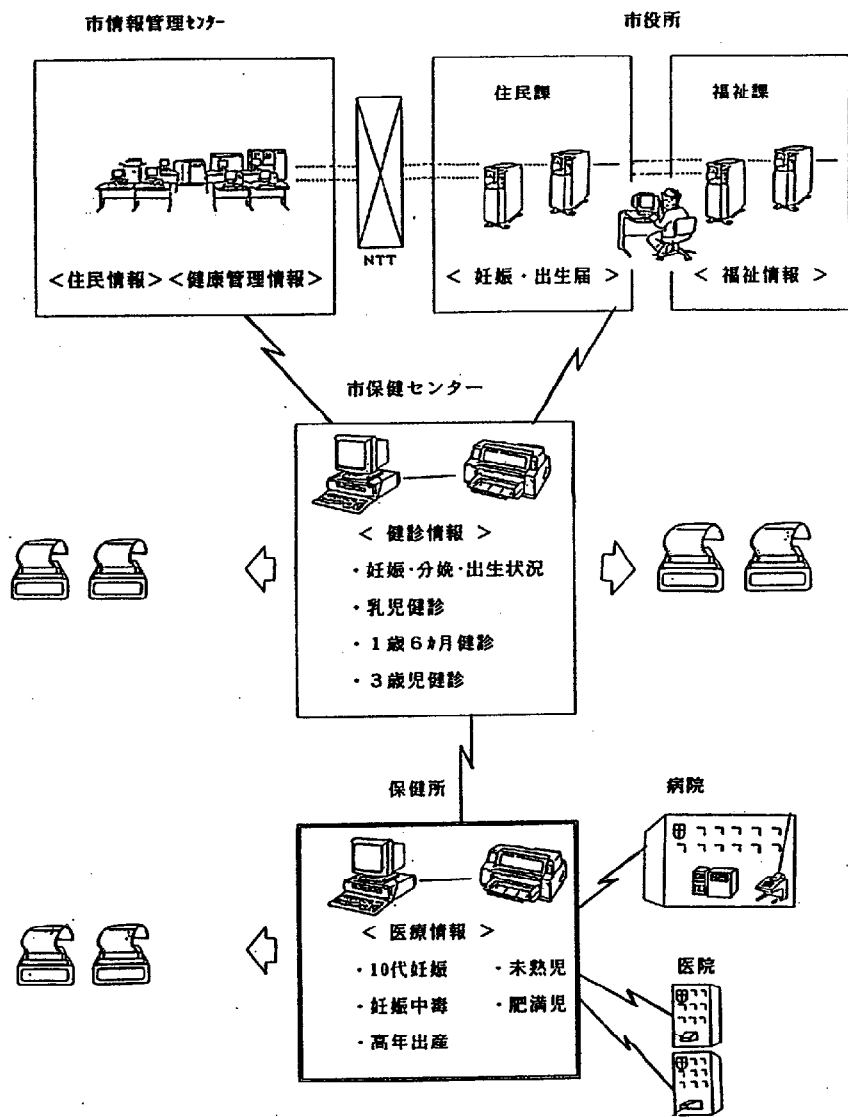 市情報管理ｾﾝﾀｰ
市役所
住民課
福祉課
NTT
＜住民情報＞＜健康管理情報＞
＜ 妊娠・出生届＞
＜ 福祉情報＞
市保健センター
＜ 健診情報 ＞
・妊娠・分娩・出生状況
・乳児健診
・１歳６ｶ月健診
・３歳児健診
保健所
病院
＜ 医療情報 ＞
・10代妊娠
・未熟児
・妊娠中毒
・肥満児
・高年出産
医院